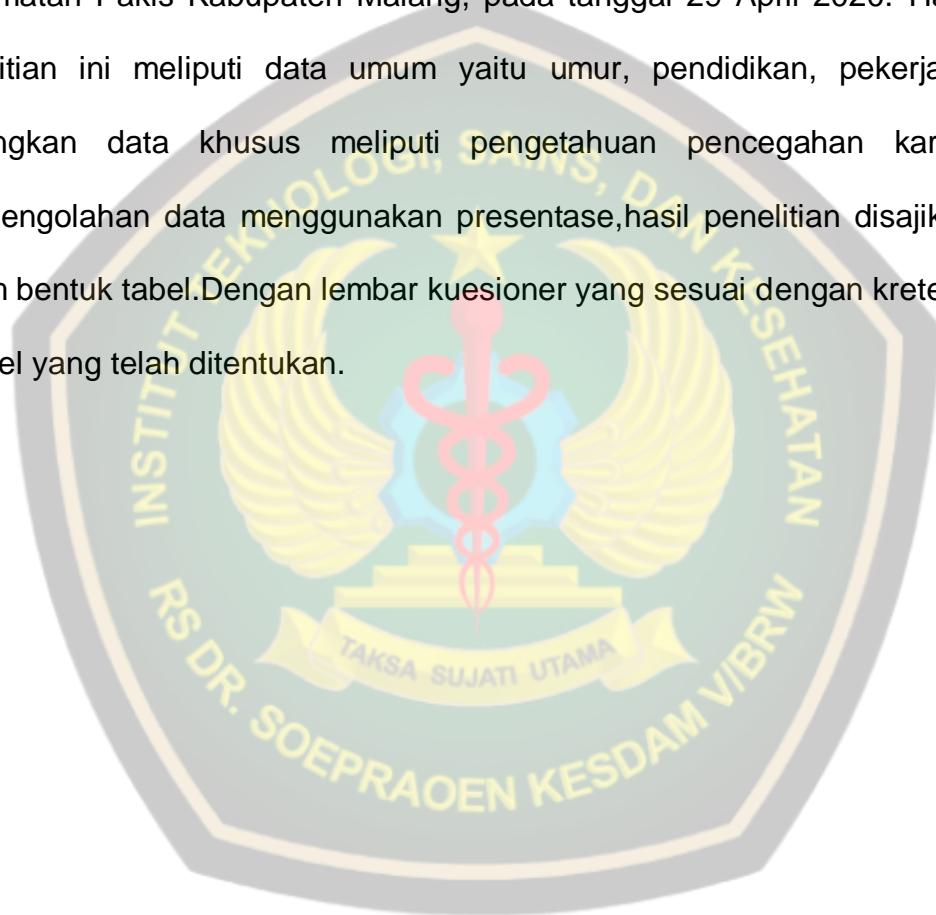 matan Pakis Kabupaten Malang, pada tanggal 29 April 2020. Ha
itian ini meliputi data umum yaitu umur, pendidikan, pekerja
ngkan data khusus meliputi pengetahuan pencegahan kar
engolahan data menggunakan presentase,hasil penelitian disajik
n bentuk tabel.Dengan lembar kuesioner yang sesuai dengan krete
el yang telah ditentukan.
INSTITUT TEKNOLOGI, SAINS, DAN KESEHATAN
TAKSA SUJATI UTAMA
RS DR. SOEPRAOEN KESDAM V/BRW